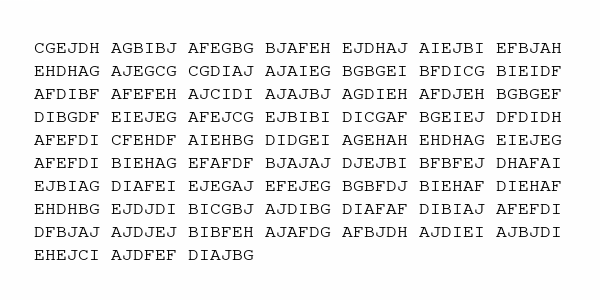 CGEJDH AGBIBJ AFEGBG BJAFEH EJDHAJ AIEJBI EFBJAH
EHDHAG AJEGCG CGDIAJ AJAIEG BGBGEI BFDICG BIEIDF
AFDIBF AFEFEH AJCIDI AJAJBJ AGDIEH AFDJEH BGBGEF
DIBGDF EIEJEG AFEJCG EJBIBI DICGAF BGEIEJ DFDIDH
AFEFDI CFEHDF AIEHBG DIDGEI AGEHAH EHDHAG EIEJEG
AFEFDI BIEHAG EFAFDF BJAJAJ DJEJBI BFBFEJ DHAFAI
EJBIAG DIAFEI EJEGAJ EFEJEG BGBFDJ BIEHAF DIEHAF
EHDHBG EJDJDI BICGBJ AJDIBG DIAFAF DIBIAJ AFEFDI
DFBJAJ AJDJEJ BIBFEH AJAFDG AFBJDH AJDIEI AJBJDI
EHEJCI AJDFEF DIAJBG